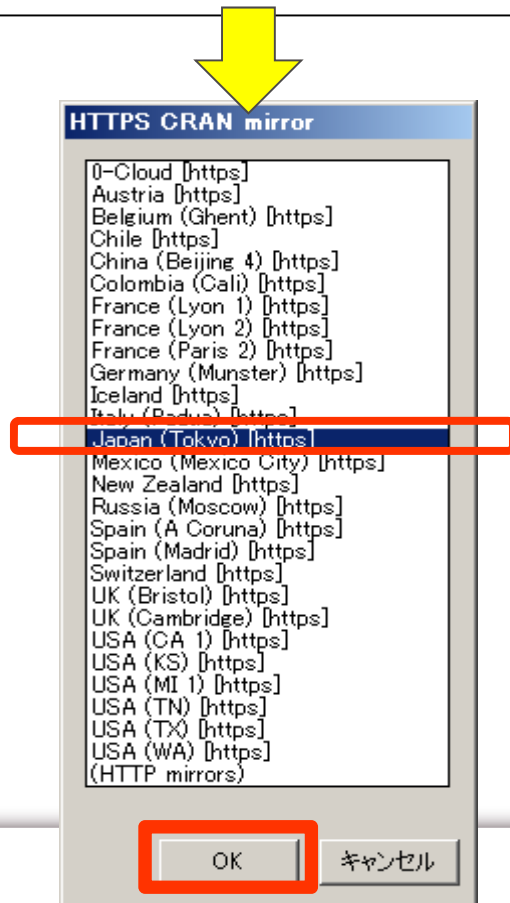 HTTPS CRAN mirror
0-Cloud [https]
Austria [https]
Belgium (Ghent) [https]
Chile [https]
China (Beijing 4) [https]
Colombia (Cali) [https]
France (Lyon 1) [https]
France (Lyon 2) [https]
France (Paris 2) [https]
Germany (Munster) [https]
Iceland [https]
Italy (Padua) [https]
Japan (Tokyo) [https]
Mexico (Mexico City) [https]
New Zealand [https]
Russia (Moscow) [https]
Spain (A Coruna) [https]
Spain (Madrid) [https]
Switzerland [https]
UK (Bristol) [https]
UK (Cambridge) [https]
USA (CA 1) [https]
USA (KS) [https]
USA (MI 1) [https]
USA (TN) [https]
USA (TX) [https]
USA (WA) [https]
(HTTP mirrors)
OK キャンセル